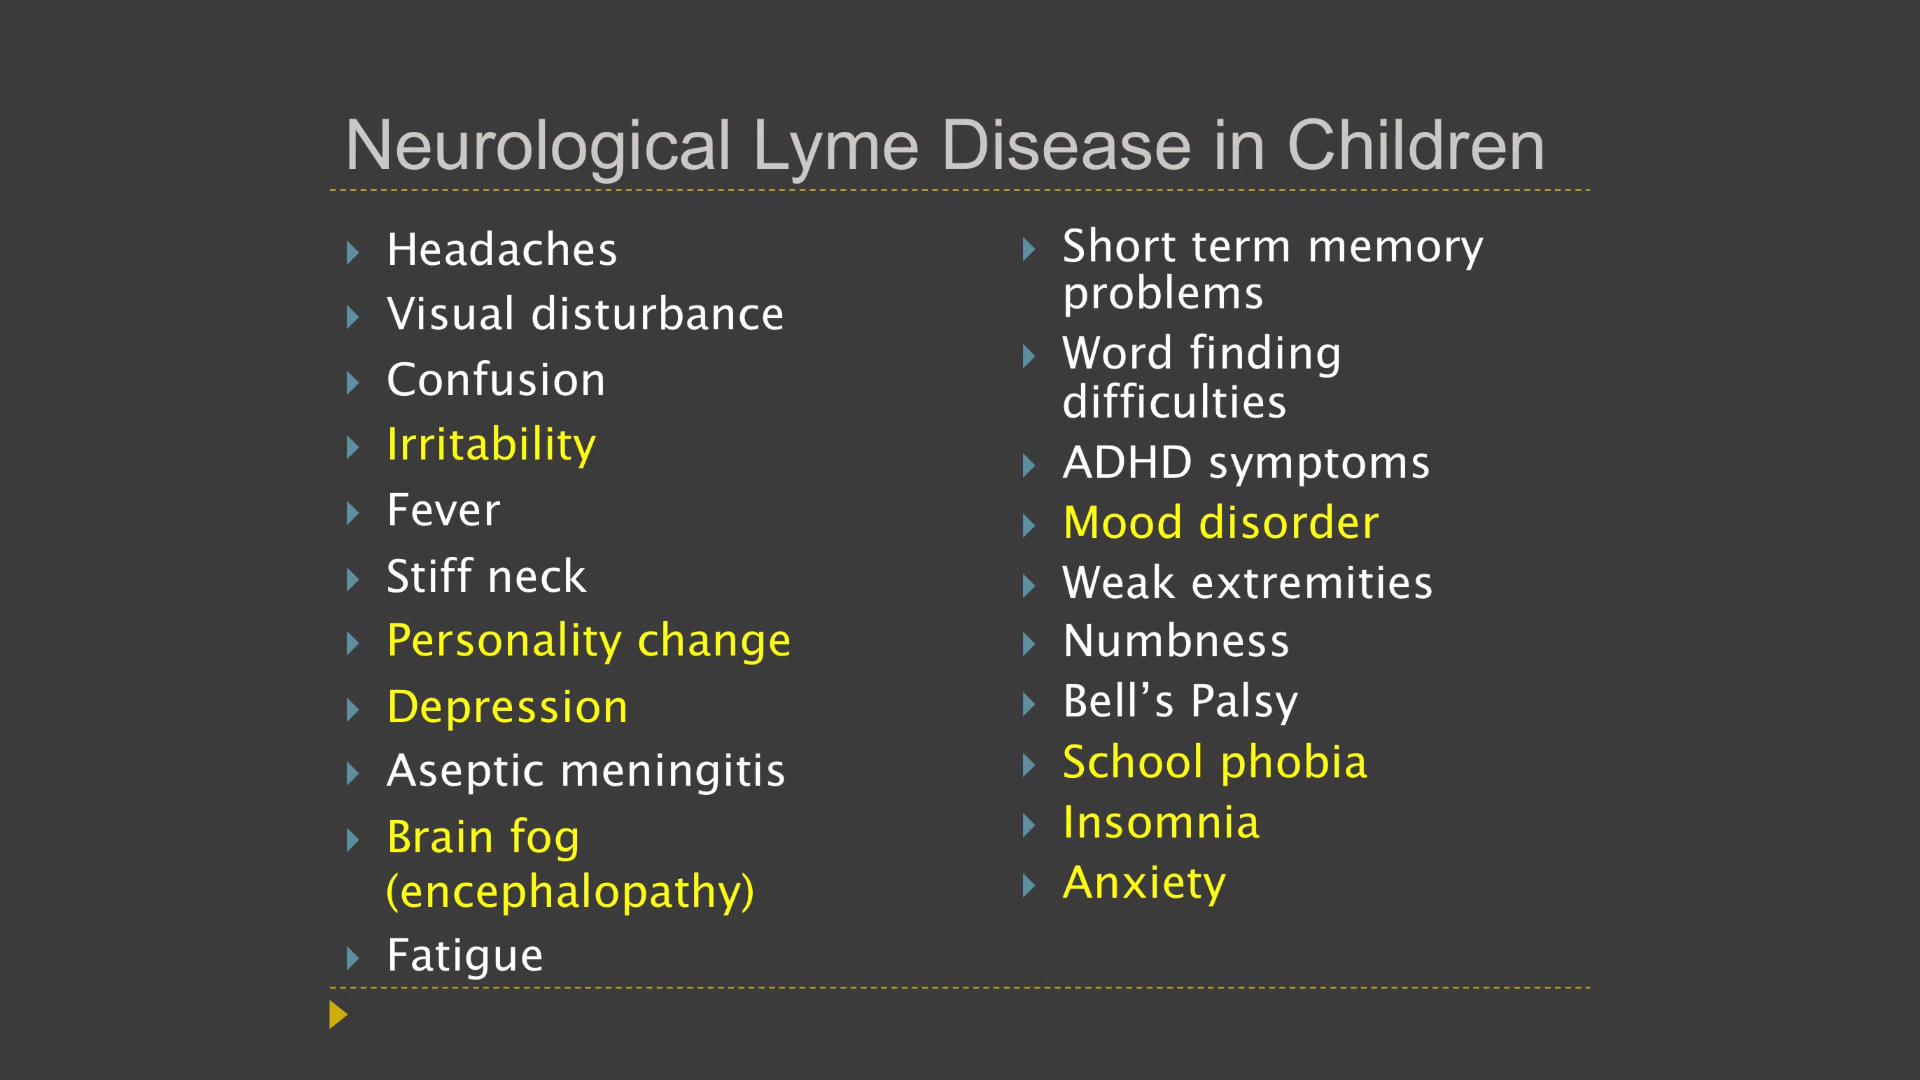 Neurological Lyme Disease in Children
Headaches
Visual disturbance
Confusion
Irritability
Fever
Stiff neck
Personality change
Depression
Aseptic meningitis
Brain fog
(encephalopathy)
Fatigue
Short term memory
problems
Word finding
difficulties
ADHD symptoms
Mood disorder
Weak extremities
Numbness
Bell’s Palsy
School phobia
Insomnia
Anxiety